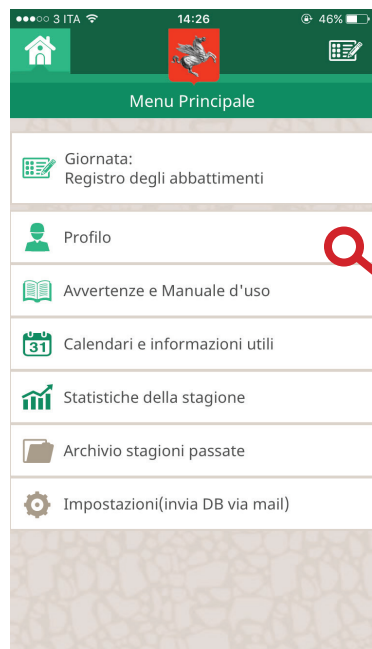 3 ITA 14:26 46%
Menu Principale
Giornata:
Registro degli abbattimenti
Profilo
Avvertenze e Manuale d'uso
31 Calendari e informazioni utili
Statistiche della stagione
Archivio stagioni passate
Impostazioni(invia DB via mail)